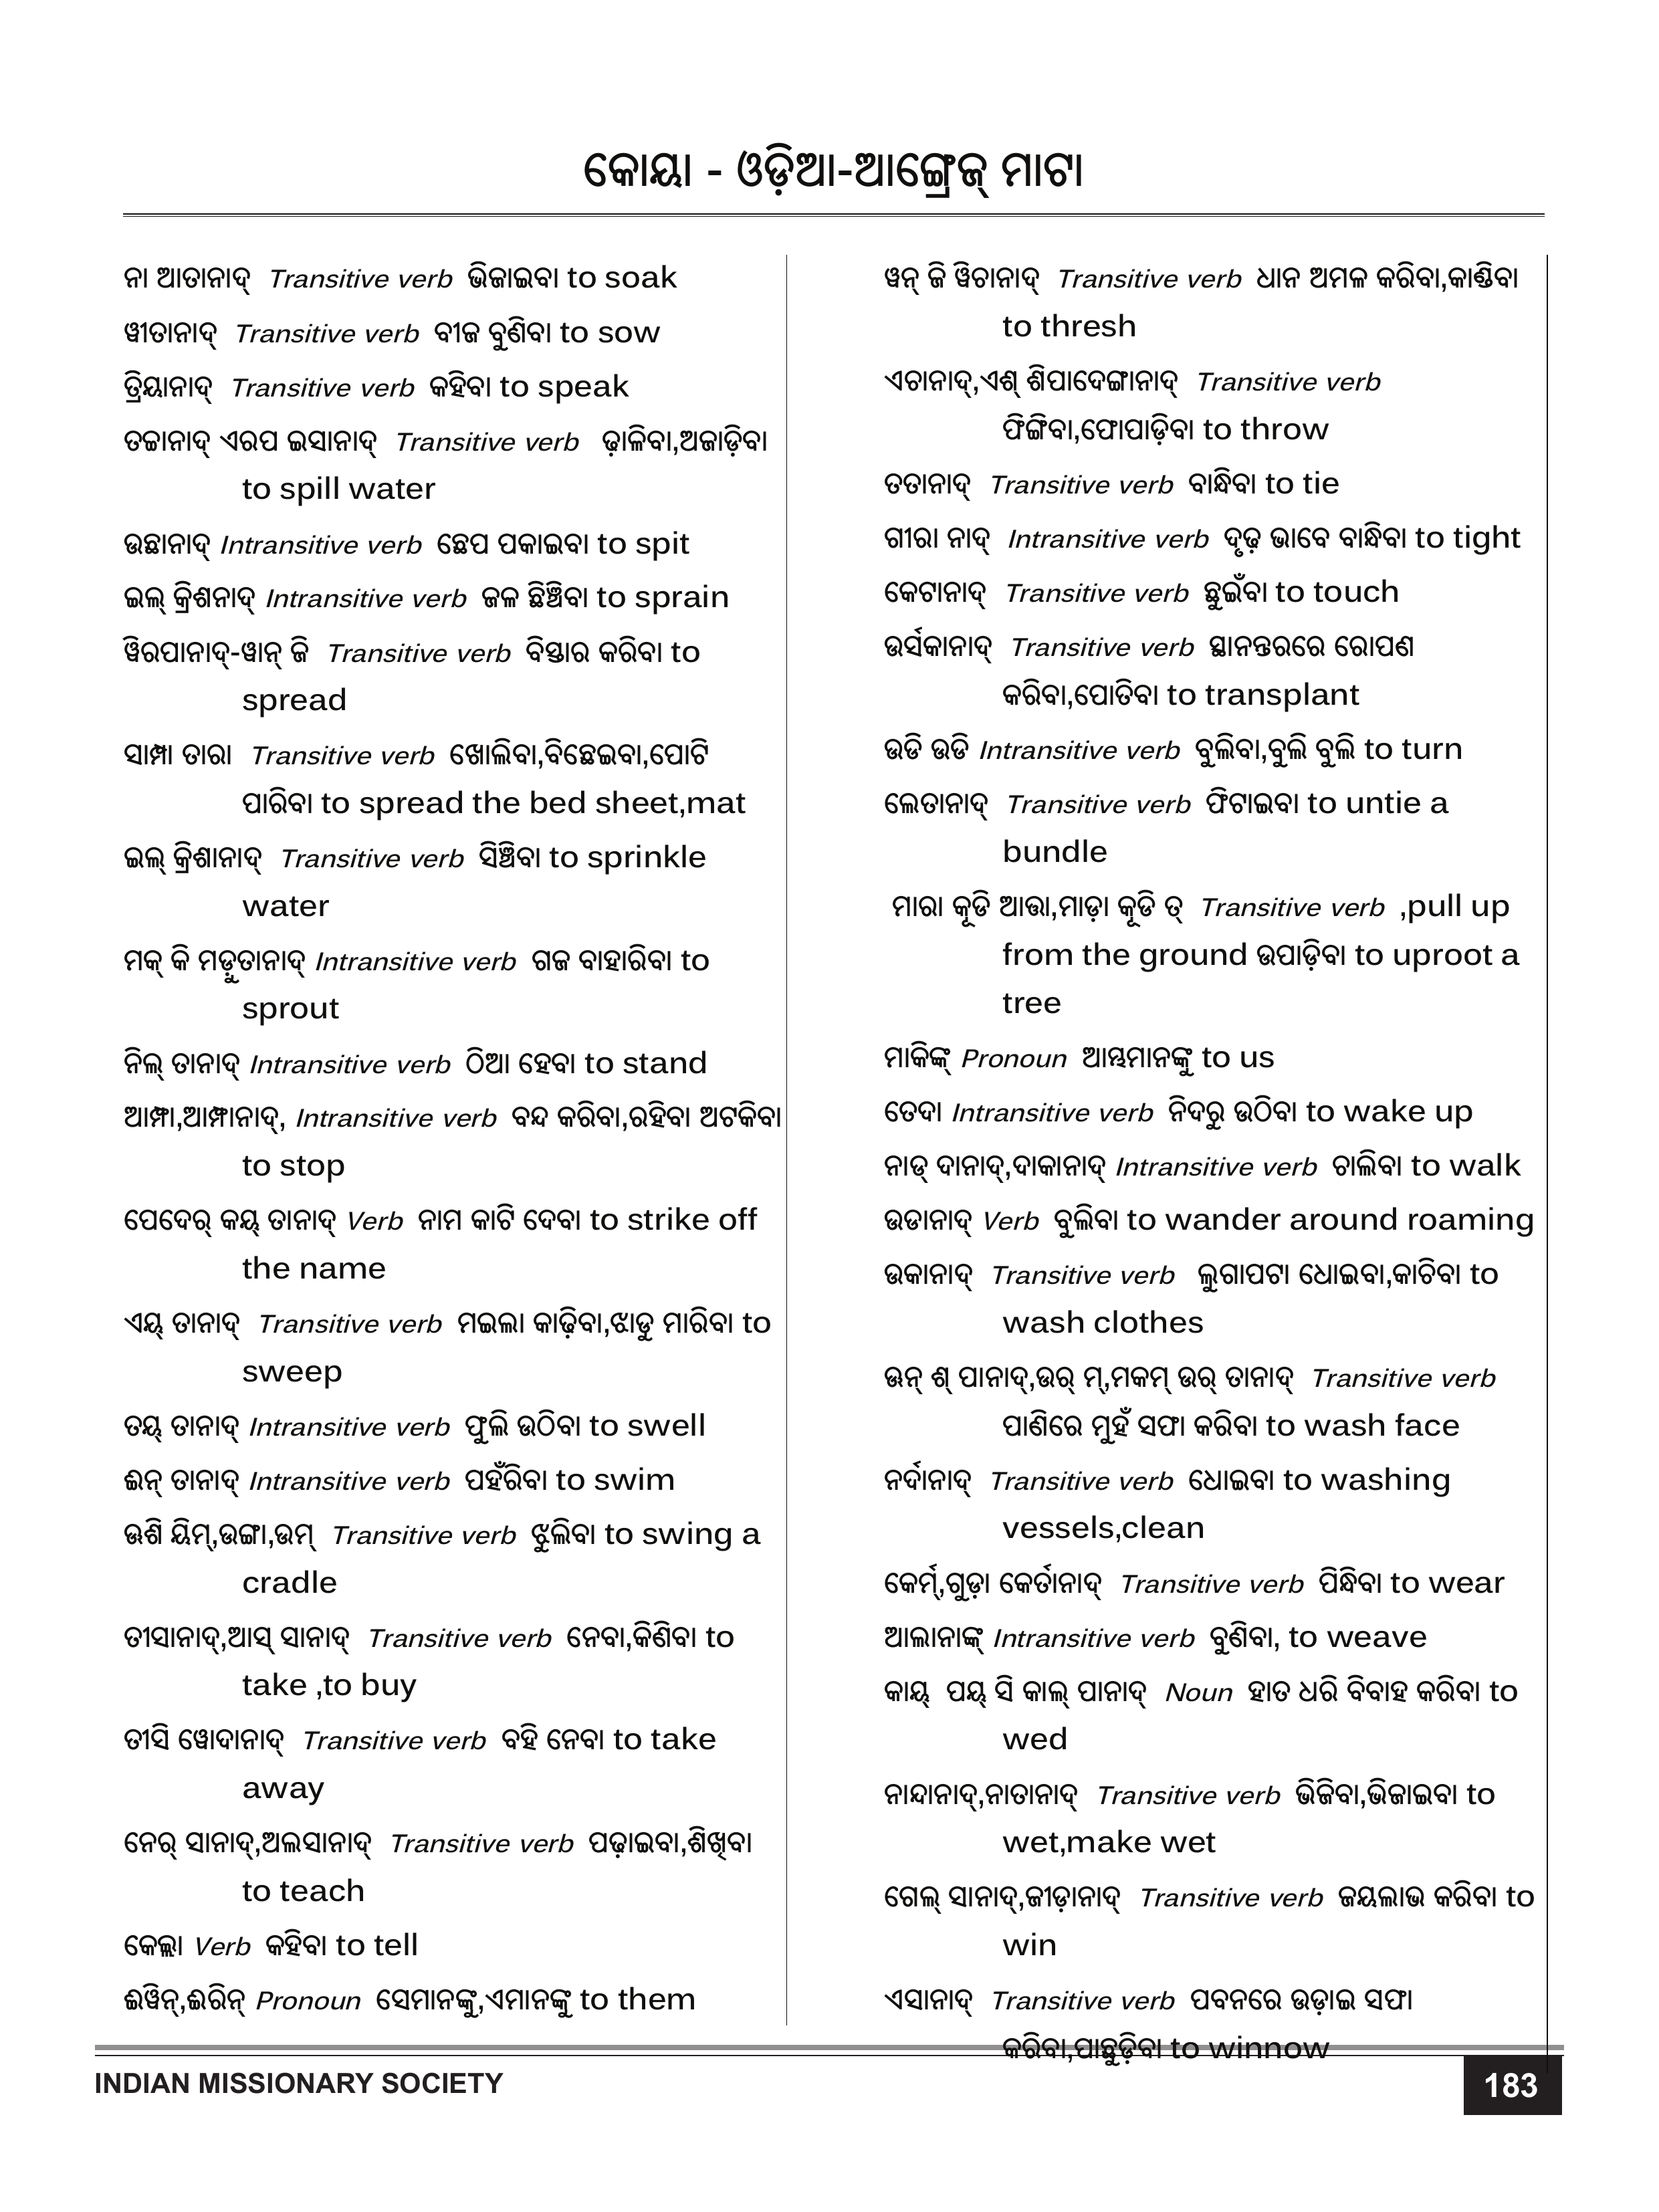 କୋୟା - ଓଡ଼ିଆ-ଆଙ୍ଗ୍ରେଜ୍ ମାଟା
ନା ଆତାନାଦ୍ Transitive verb ଭିଜାଇବା to soak
ୱୀତାନାଦ୍ Transitive verb ବୀଜ ବୁଣିବା to sow
ତ୍ରିୟାନାଦ୍ Transitive verb କହିବା to speak
ତଚ୍ଚାନାଦ୍ ଏରପ ଇସାନାଦ୍ Transitive verb ଢ଼ାଳିବା,ଅଜାଡ଼ିବା
to spill water
ଉଛାନାଦ୍ Intransitive verb ଛେପ ପକାଇବା to spit
ଇଲ୍ କ୍ରିଶନାଦ୍ Intransitive verb ଜଳ ଛିଞ୍ଚିବା to sprain
ୱିରପାନାଦ୍-ୱାନ୍ ଜି Transitive verb ବିସ୍ତାର କରିବା to
spread
ସାମ୍ପା ତାରା Transitive verb ଖୋଲିବା,ବିଛେଇବା,ପୋଟି
ପାରିବା to spread the bed sheet,mat
ଇଲ୍ କ୍ରିଶାନାଦ୍ Transitive verb ସିଞ୍ଚିବା to sprinkle
water
ମକ୍ କି ମଡ଼ୁତାନାଦ୍ Intransitive verb ଗଜ ବାହାରିବା to
sprout
ନିଲ୍ ତାନାଦ୍ Intransitive verb ଠିଆ ହେବା to stand
ଆମ୍ଫା,ଆମ୍ଫାନାଦ୍, Intransitive verb ବନ୍ଦ କରିବା,ରହିବା ଅଟକିବା
to stop
ପେଦେର୍ କୟ୍ ତାନାଦ୍ Verb ନାମ କାଟି ଦେବା to strike off
the name
ଏୟ୍ ତାନାଦ୍ Transitive verb ମଇଲା କାଢ଼ିବା,ଝାଡୁ ମାରିବା to
sweep
ତୟ୍ ତାନାଦ୍ Intransitive verb ଫୁଲି ଉଠିବା to swell
ଈନ୍ ତାନାଦ୍ Intransitive verb ପହଁରିବା to swim
ଊଶି ୟିମ୍,ଉଙ୍ଗା,ଉମ୍ Transitive verb ଝୁଲିବା to swing a
cradle
ତୀସାନାଦ୍,ଆସ୍ ସାନାଦ୍ Transitive verb ନେବା,କିଣିବା to
take ,to buy
ତୀସି ୱୋଦାନାଦ୍ Transitive verb ବହି ନେବା to take
away
ନେର୍ ସାନାଦ୍,ଅଲସାନାଦ୍ Transitive verb ପଢ଼ାଇବା,ଶିଖିବା
to teach
କେଲ୍ଲା Verb କହିବା to tell
ଈୱିନ୍,ଈରିନ୍ Pronoun ସେମାନଙ୍କୁ,ଏମାନଙ୍କୁ to them
ୱନ୍ ଜି ୱିଚାନାଦ୍ Transitive verb ଧାନ ଅମଳ କରିବା,କାଣ୍ଡିବା
to thresh
ଏଚାନାଦ୍,ଏଶ୍ ଶିପାଦେଙ୍ଗାନାଦ୍ Transitive verb
ଫିଙ୍ଗିବା,ଫୋପାଡ଼ିବା to throw
ତତାନାଦ୍ Transitive verb ବାନ୍ଧିବା to tie
ଗୀରା ନାଦ୍ Intransitive verb ଦୃଢ଼ ଭାବେ ବାନ୍ଧିବା to tight
କେଟାନାଦ୍ Transitive verb ଛୁଇଁବା to touch
ଉର୍ସକାନାଦ୍ Transitive verb ସ୍ଥାନନ୍ତରରେ ରୋପଣ
କରିବା,ପୋତିବା to transplant
ଉଡି ଉଡି Intransitive verb ବୁଲିବା,ବୁଲି ବୁଲି to turn
ଲେତାନାଦ୍ Transitive verb ଫିଟାଇବା to untie a
bundle
ମାରା କୂଡି ଆତ୍ତା,ମାଡ଼ା କୂଡି ତ୍ Transitive verb ,pull up
from the ground ଉପାଡ଼ିବା to uproot a
tree
ମାକିଙ୍କ୍ Pronoun ଆମ୍ଭମାନଙ୍କୁ to us
ତେଦା Intransitive verb ନିଦରୁ ଉଠିବା to wake up
ନାଡ୍ ଦାନାଦ୍,ଦାକାନାଦ୍ Intransitive verb ଚାଲିବା to walk
ଉଡାନାଦ୍ Verb ବୁଲିବା to wander around roaming
ଉକାନାଦ୍ Transitive verb ଲୁଗାପଟା ଧୋଇବା,କାଚିବା to
wash clothes
ଊନ୍ ଶ୍ ପାନାଦ୍,ଉର୍ ମ୍,ମକମ୍ ଉର୍ ତାନାଦ୍ Transitive verb
ପାଣିରେ ମୁହଁ ସଫା କରିବା to wash face
ନର୍ଦାନାଦ୍ Transitive verb ଧୋଇବା to washing
vessels,clean
କେର୍ମ୍,ଗୁଡ଼ା କେର୍ତାନାଦ୍ Transitive verb ପିନ୍ଧିବା to wear
ଆଲାନାଙ୍କ୍ Intransitive verb ବୁଣିବା, to weave
କାୟ୍ ପୟ୍ ସି କାଲ୍ ପାନାଦ୍ Noun ହାତ ଧରି ବିବାହ କରିବା to
wed
ନାନ୍ଦାନାଦ୍,ନାତାନାଦ୍ Transitive verb ଭିଜିବା,ଭିଜାଇବା to
wet,make wet
ଗେଲ୍ ସାନାଦ୍,ଜୀଡ଼ାନାଦ୍ Transitive verb ଜୟଲାଭ କରିବା to
win
ଏସାନାଦ୍ Transitive verb ପବନରେ ଉଡ଼ାଇ ସଫା
କରିବା,ପାଛୁଡ଼ିବା to winnow
INDIAN MISSIONARY SOCIETY
183